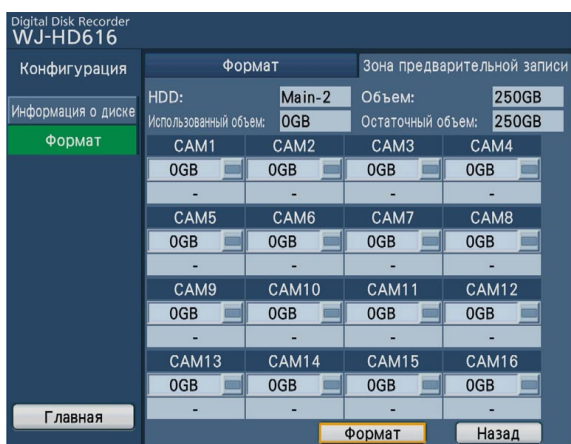 Digital Disk Recorder
WJ-HD616
Конфигурация
Формат
Зона предварительной записи
HDD:
Main-2
Объем:
250GB
Информация о диске
Использованный объем:
0GB
Остаточный объем:
250GB
Формат
CAM1 CAM2 CAM3 CAM4
0GB 0GB 0GB 0GB
- - - -
CAM5 CAM6 CAM7 CAM8
0GB 0GB 0GB 0GB
- - - -
CAM9 CAM10 CAM11 CAM12
0GB 0GB 0GB 0GB
- - - -
CAM13 CAM14 CAM15 CAM16
0GB 0GB 0GB 0GB
- - - -
Главная
Формат
Назад